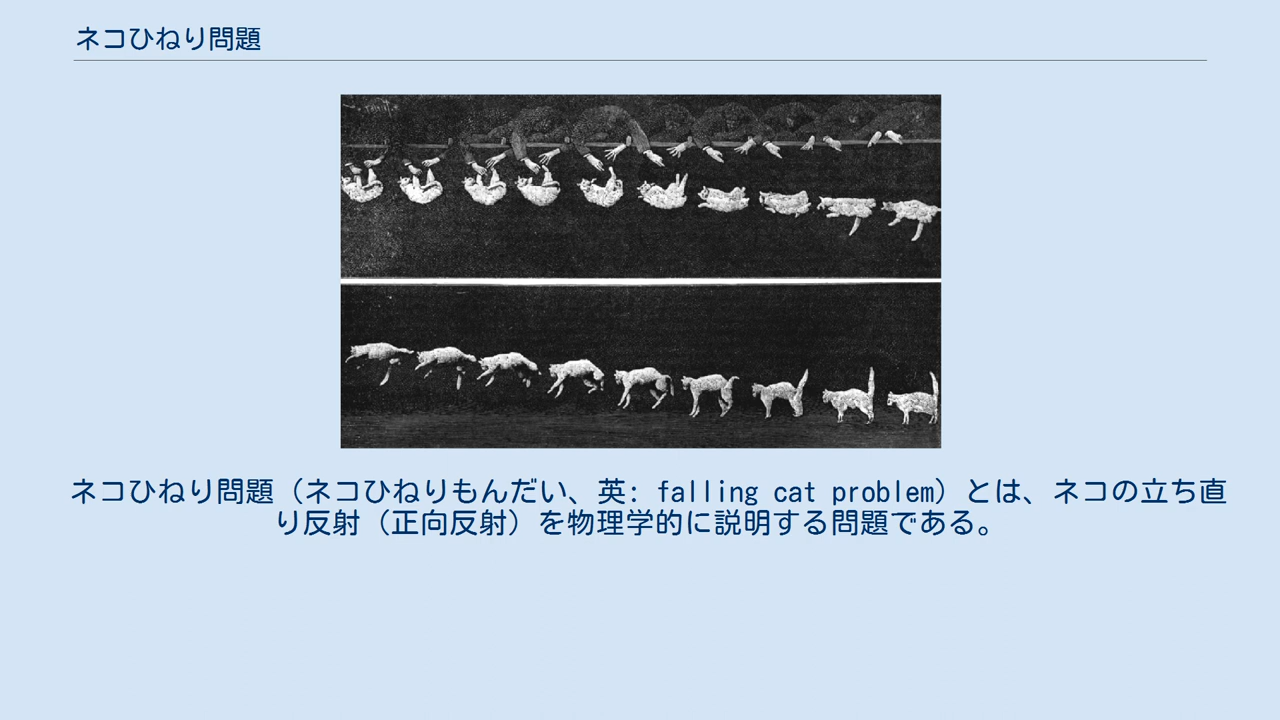 ネコひねり問題
ネコひねり問題（ネコひねりもんだい、英: falling cat problem）とは、ネコの立ち直
り反射（正向反射）を物理学的に説明する問題である。